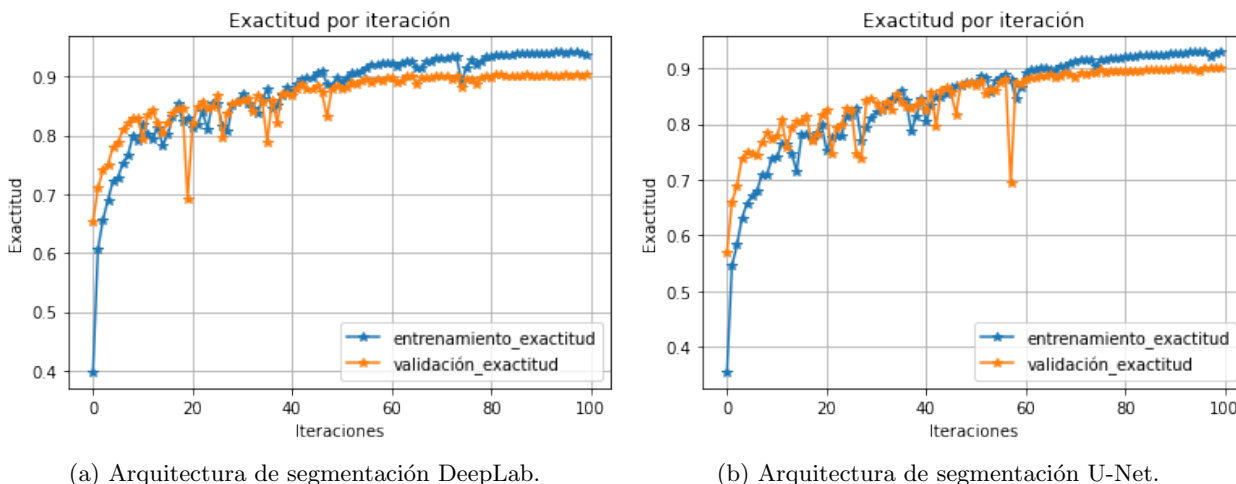 Exactitud por iteración
Exactitud
0.9
0.8
0.7
0.6
0.5
0.4
entrenamiento_exactitud
validación_exactitud
0 20 40 60 80 100
Iteraciones
(a) Arquitectura de segmentación DeepLab.
Exactitud por iteración
Exactitud
0.9
0.8
0.7
0.6
0.5
0.4
entrenamiento_exactitud
validación_exactitud
0 20 40 60 80 100
Iteraciones
(b) Arquitectura de segmentación U-Net.